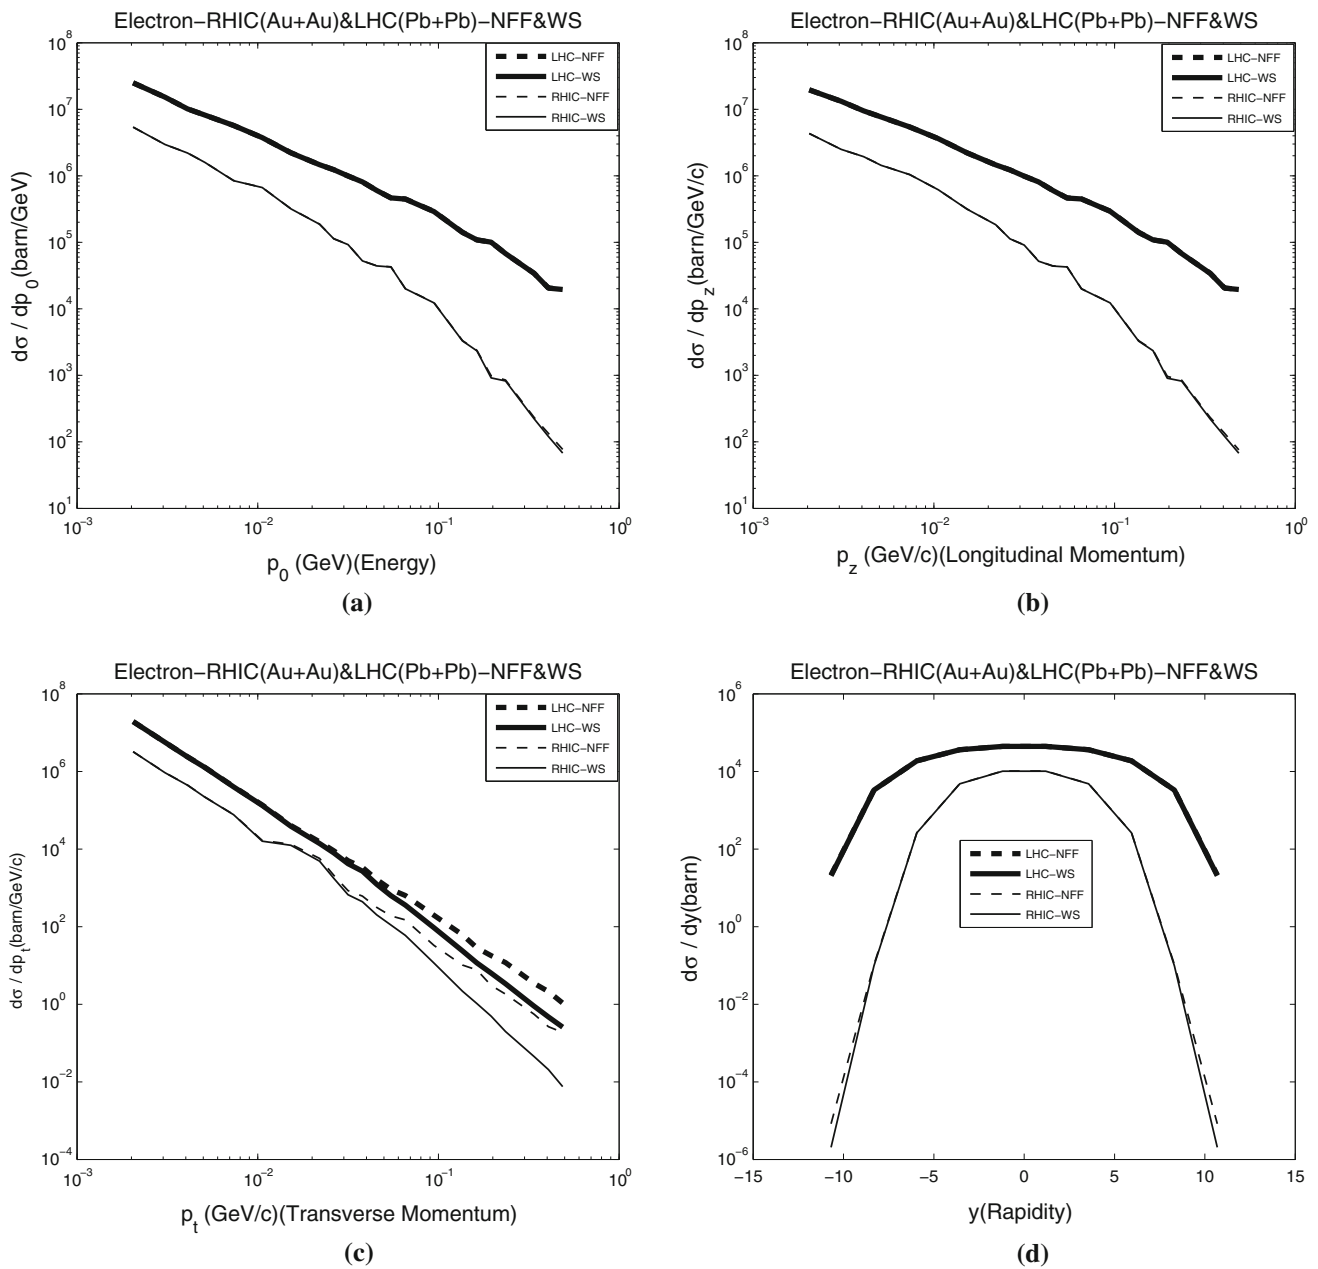 Electron−RHIC(Au+Au)&LHC(Pb+Pb)−NFF&WS
10^8
10^7
10^6
10^5
10^4
10^3
10^2
10^1
dσ / dp_0(barn/GeV)
LHC−NFF
LHC−WS
RHIC−NFF
RHIC−WS
10^−3 10^−2 10^−1 10^0
p_0 (GeV)(Energy)
(a)
Electron−RHIC(Au+Au)&LHC(Pb+Pb)−NFF&WS
10^8
10^7
10^6
10^5
10^4
10^3
10^2
10^1
dσ / dp_z(barn/GeV/c)
LHC−NFF
LHC−WS
RHIC−NFF
RHIC−WS
10^−3 10^−2 10^−1 10^0
p_z (GeV/c)(Longitudinal Momentum)
(b)
Electron−RHIC(Au+Au)&LHC(Pb+Pb)−NFF&WS
10^8
10^6
10^4
10^2
10^0
10^−2
10^−4
dσ / dp_t(barn/GeV/c)
LHC−NFF
LHC−WS
RHIC−NFF
RHIC−WS
10^−3 10^−2 10^−1 10^0
p_t (GeV/c)(Transverse Momentum)
(c)
Electron−RHIC(Au+Au)&LHC(Pb+Pb)−NFF&WS
10^6
10^4
10^2
10^0
10^−2
10^−4
10^−6
dσ / dy(barn)
LHC−NFF
LHC−WS
RHIC−NFF
RHIC−WS
−15 −10 −5 0 5 10 15
y(Rapidity)
(d)